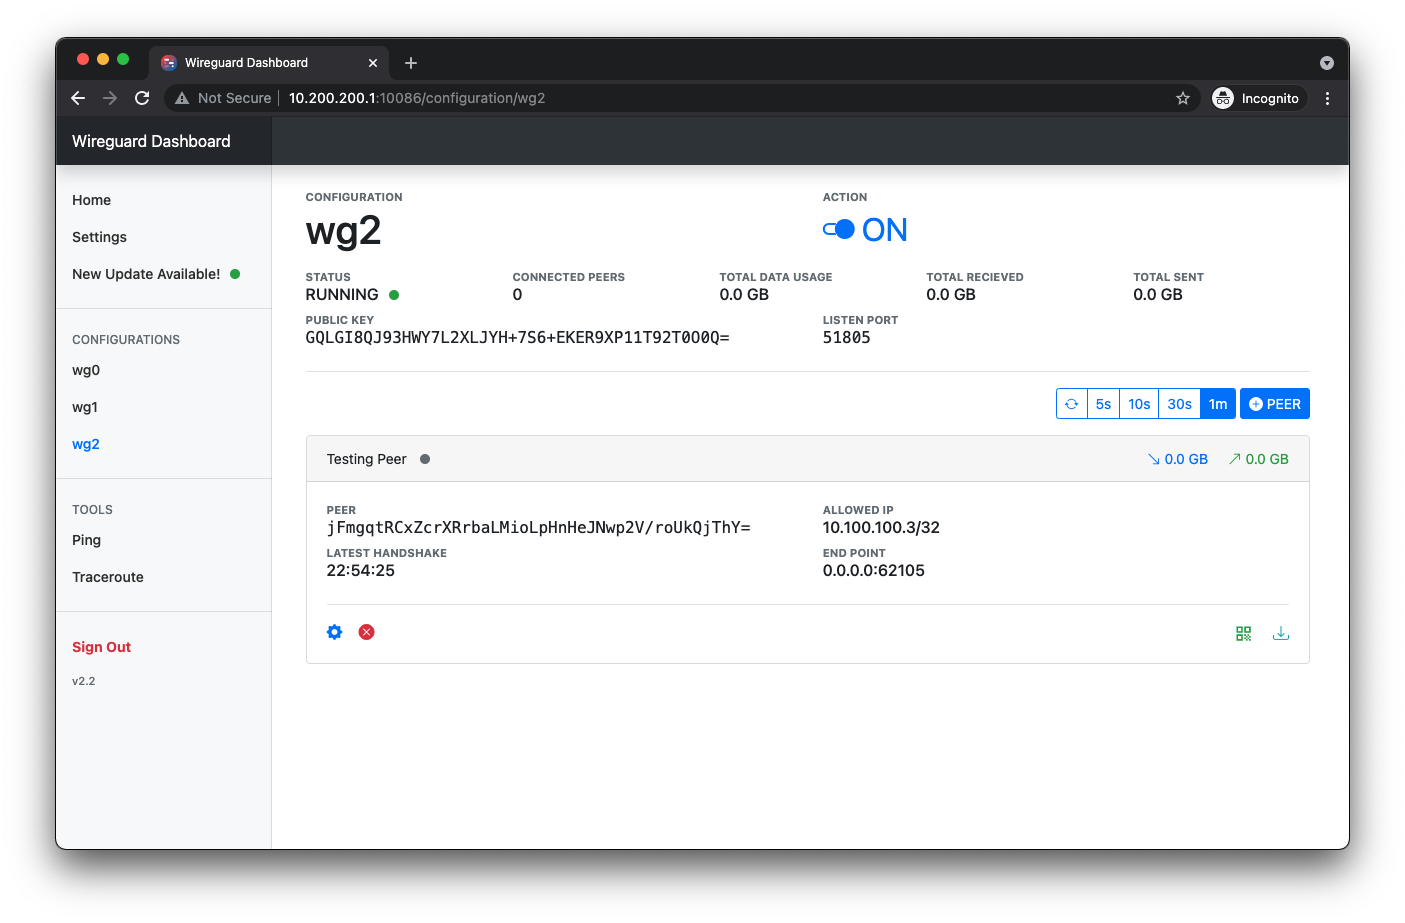 Wireguard Dashboard
Not Secure | 10.200.200.1:10086/configuration/wg2
Incognito
Wireguard Dashboard
Home
Settings
New Update Available!
CONFIGURATIONS
wg0
wg1
wg2
TOOLS
Ping
Traceroute
Sign Out
v2.2
CONFIGURATION
wg2
ACTION
ON
STATUS
RUNNING
CONNECTED PEERS
0
TOTAL DATA USAGE
0.0 GB
TOTAL RECIEVED
0.0 GB
TOTAL SENT
0.0 GB
PUBLIC KEY
GQLGI8QJ93HWY7L2XLJYH+7S6+EKER9XP11T92T0O0Q=
LISTEN PORT
51805
5s 10s 30s 1m PEER
Testing Peer 0.0 GB 0.0 GB
PEER
jFmgqtRCxZcrXRrbaLMioLpHnHeJNwp2V/roUkQjThY=
ALLOWED IP
10.100.100.3/32
LATEST HANDSHAKE
22:54:25
END POINT
0.0.0.0:62105